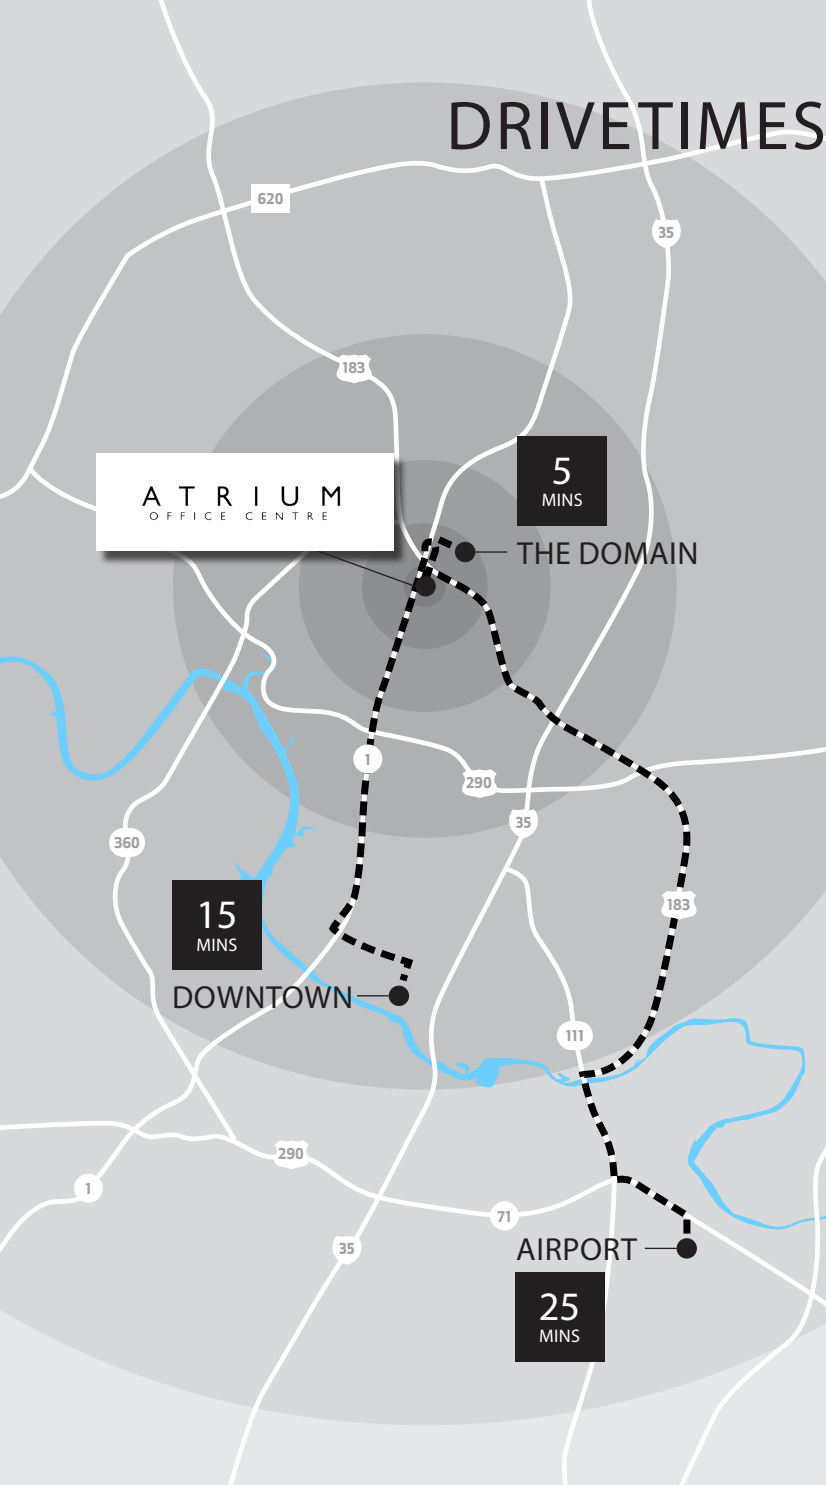 DRIVETIMES
620
35
183
ATRIUM
OFFICE CENTRE
5
MINS
THE DOMAIN
1
290
35
360
183
15
MINS
DOWNTOWN
111
290
1
71
35
AIRPORT
25
MINS